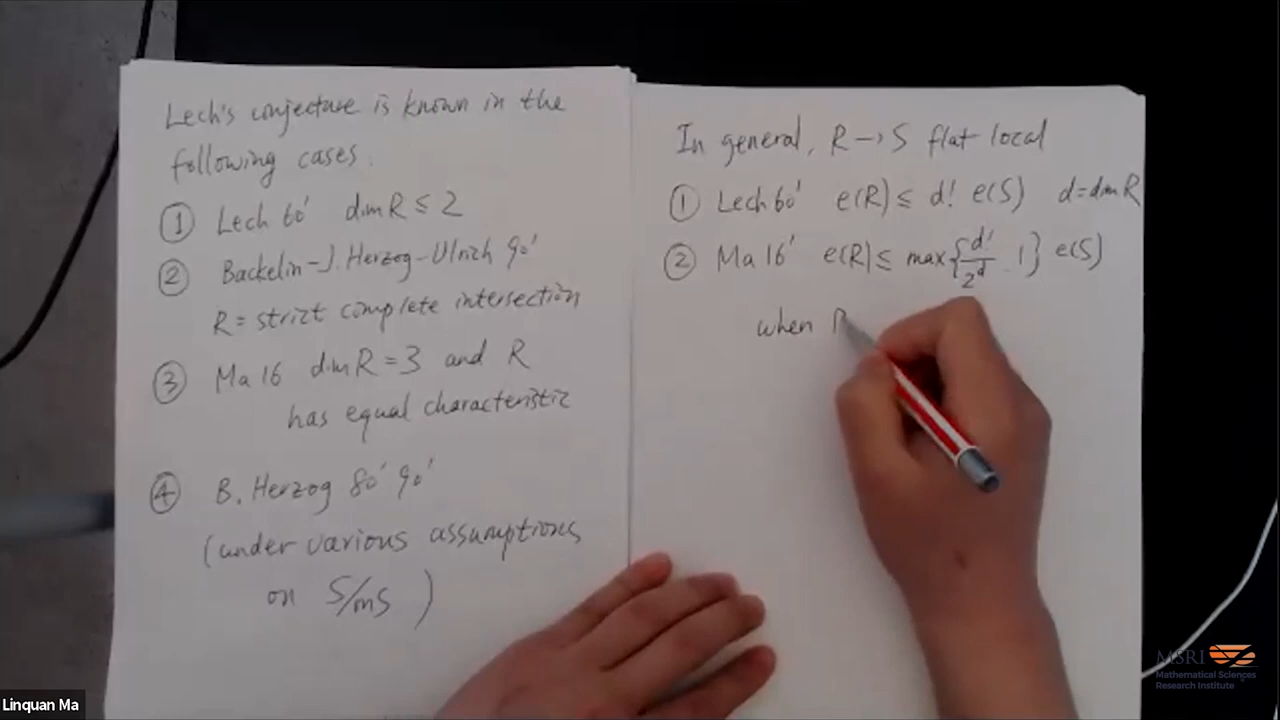 Lech's conjecture is known in the
following cases.
① Lech 60' dim R ≤ 2
② Backelin-J. Herzog-Ulrich 90'
R = strict complete intersection
③ Ma 16 dim R = 3 and R
has equal characteristic
④ B. Herzog 80' 90'
(under various assumptions
on S/mS )
In general, R → S flat local
① Lech 60' e(R) ≤ d! e(S) d = dim R
② Ma 16' e(R) ≤ max{d!/2^d, 1} e(S)
when R
Linquan Ma
MSRI
Mathematical Sciences
Research Institute